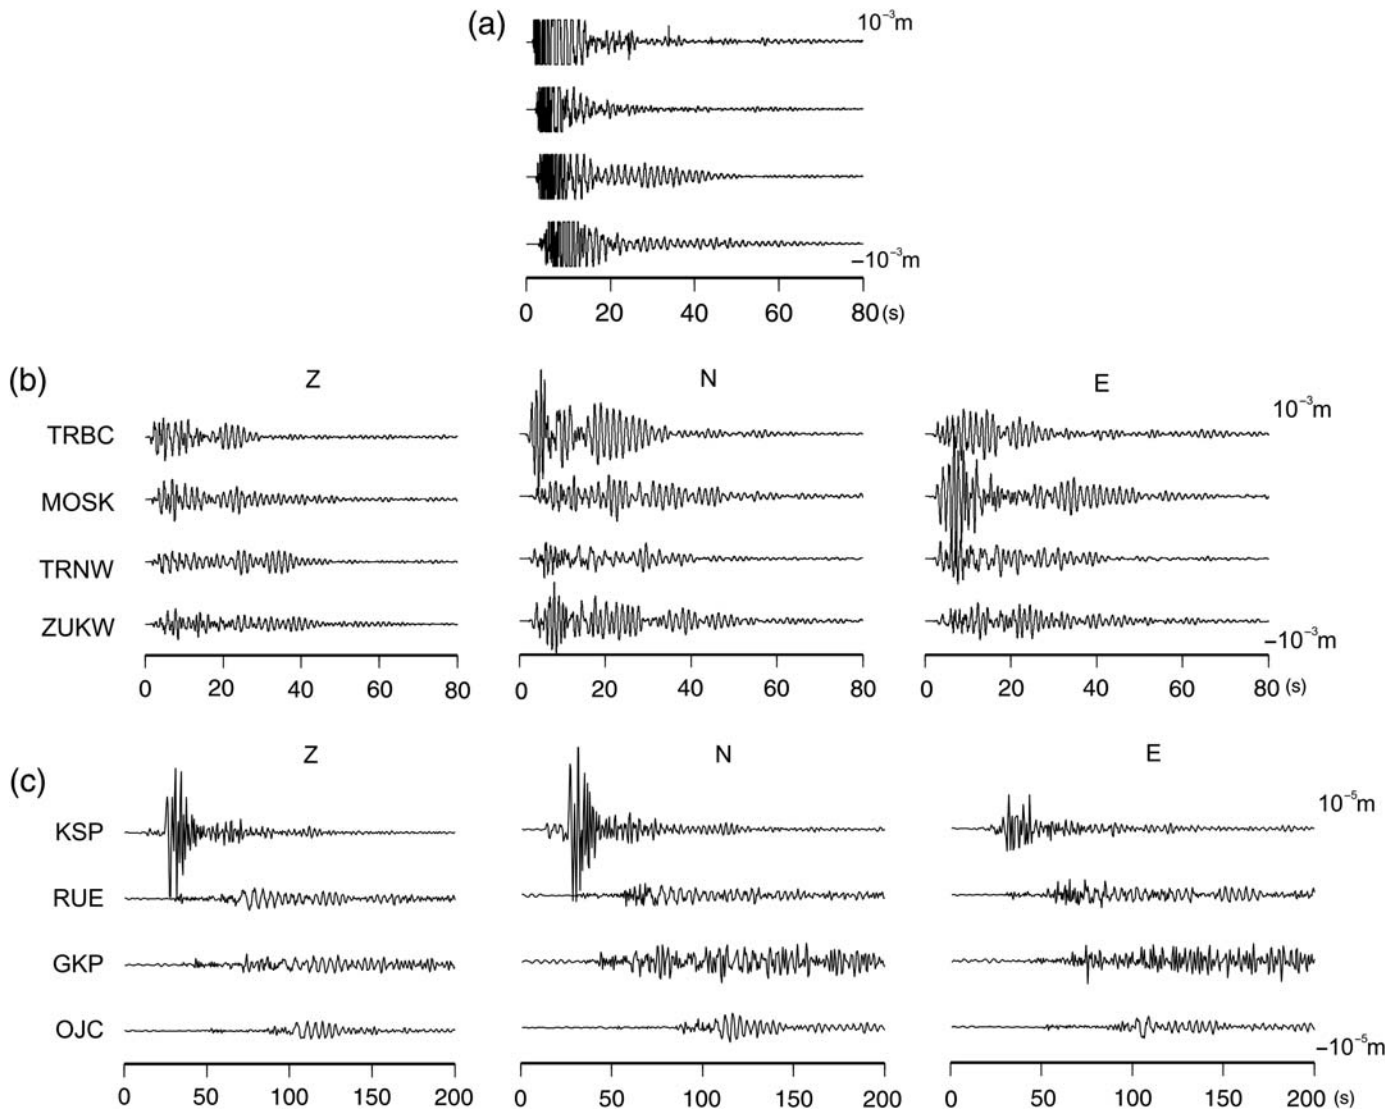 (a)
10⁻³m
−10⁻³m
0 20 40 60 80 (s)
(b)
Z N E
TRBC
10⁻³m
MOSK
TRNW
ZUKW
−10⁻³m
0 20 40 60 80 0 20 40 60 80 0 20 40 60 80 (s)
Z N E
(c)
KSP
10⁻⁵m
RUE
GKP
OJC
−10⁻⁵m
0 50 100 150 200 0 50 100 150 200 0 50 100 150 200 (s)